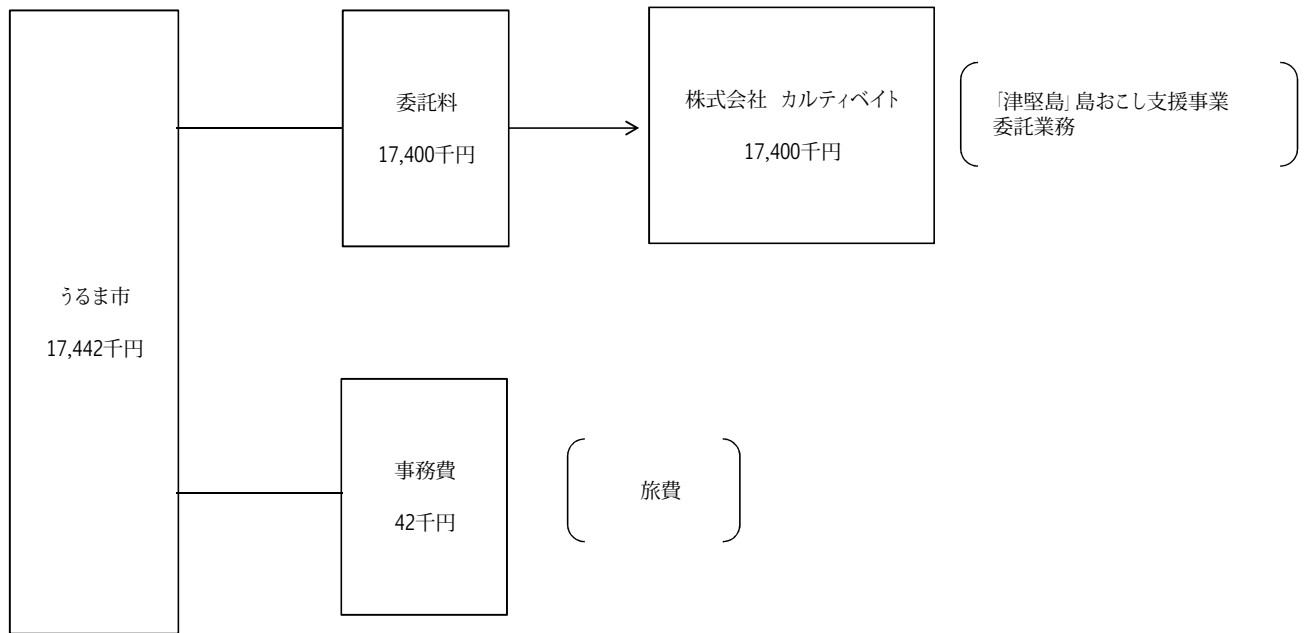 うるま市
17,442千円
委託料
17,400千円
株式会社 カルティベイト
17,400千円
「津堅島」島おこし支援事業
委託業務
事務費
42千円
旅費